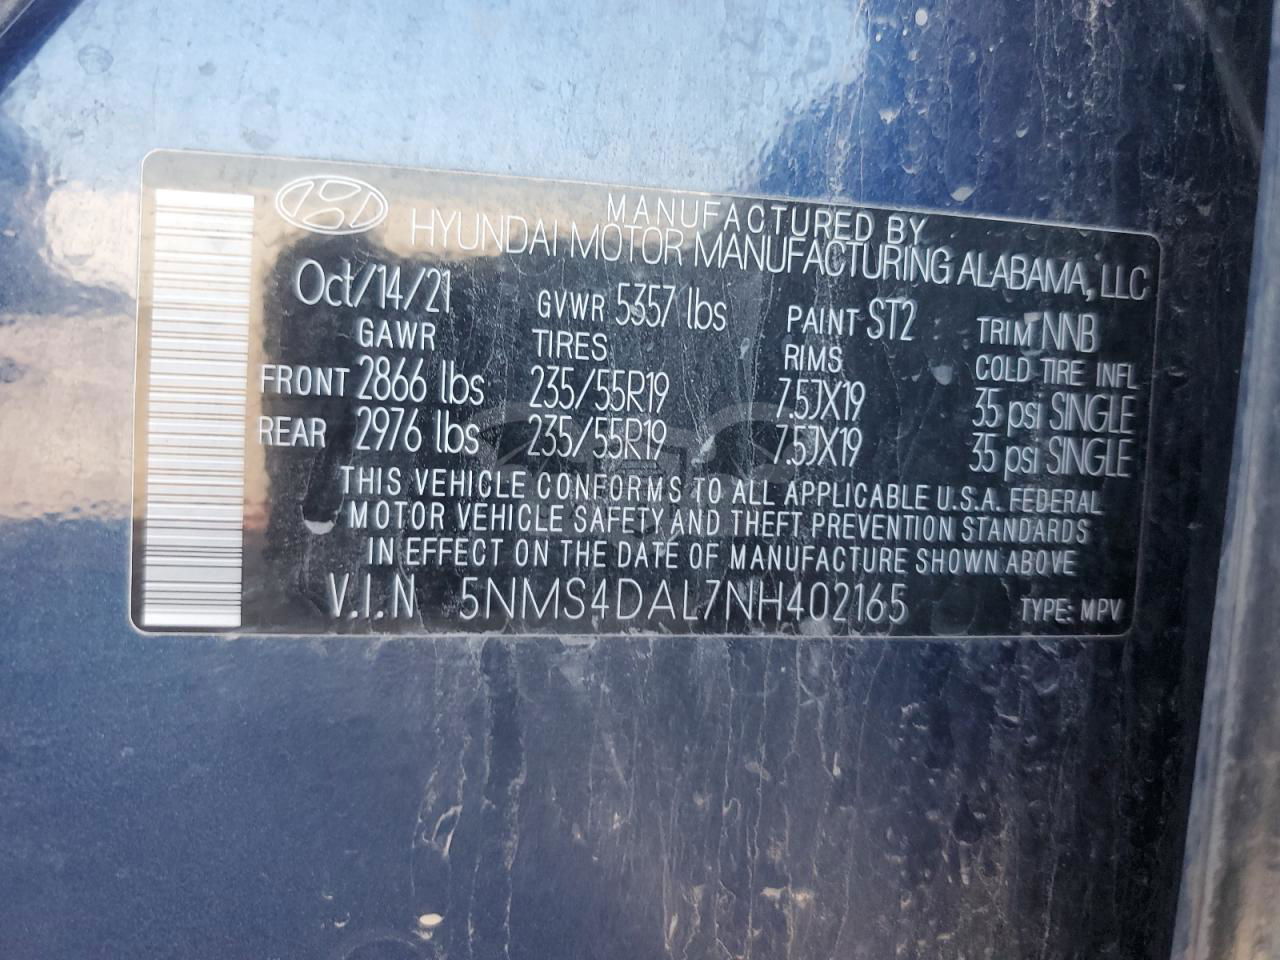 MANUFACTURED BY
HYUNDAI MOTOR MANUFACTURING ALABAMA, LLC
Oct/14/21 GVWR 5357 lbs PAINT ST2 TRIM NNB
GAWR TIRES RIMS COLD TIRE INFL
FRONT 2866 lbs 235/55R19 7.5JX19 35 psi SINGLE
REAR 2976 lbs 235/55R19 7.5JX19 35 psi SINGLE
THIS VEHICLE CONFORMS TO ALL APPLICABLE U.S.A. FEDERAL
MOTOR VEHICLE SAFETY AND THEFT PREVENTION STANDARDS
IN EFFECT ON THE DATE OF MANUFACTURE SHOWN ABOVE
V.I.N 5NMS4DAL7NH402165 TYPE: MPV